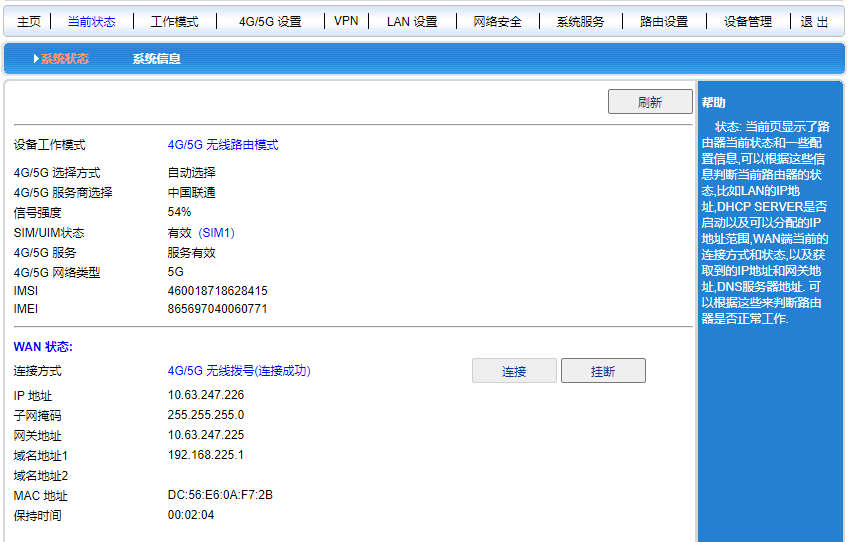 主页 当前状态 工作模式 4G/5G 设置 VPN LAN 设置 网络安全 系统服务 路由设置 设备管理 退 出
系统状态 系统信息
刷新
设备工作模式 4G/5G 无线路由模式
4G/5G 选择方式 自动选择
4G/5G 服务商选择 中国联通
信号强度 54%
SIM/UIM状态 有效 (SIM1)
4G/5G 服务 服务有效
4G/5G 网络类型 5G
IMSI 460018718628415
IMEI 865697040060771
WAN 状态:
连接方式 4G/5G 无线拨号(连接成功) 连接 挂断
IP 地址 10.63.247.226
子网掩码 255.255.255.0
网关地址 10.63.247.225
域名地址1 192.168.225.1
域名地址2
MAC 地址 DC:56:E6:0A:F7:2B
保持时间 00:02:04
帮助
状态: 当前页显示了路
由器当前状态和一些配
置信息,可以根据这些信
息判断当前路由器的状
态,比如LAN的IP地
址,DHCP SERVER是否
启动以及可以分配的IP
地址范围,WAN端当前的
连接方式和状态,以及获
取到的IP地址和网关地
址,DNS服务器地址. 可
以根据这些来判断路由
器是否正常工作.